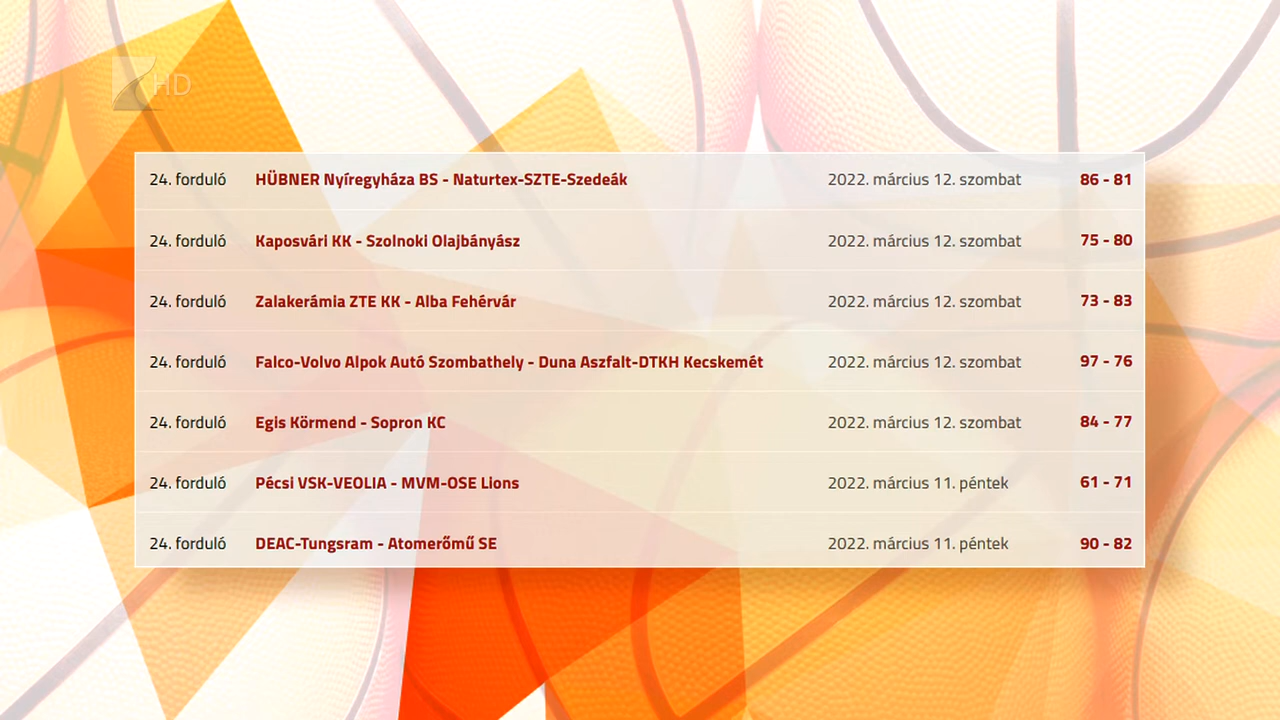 HD
24. forduló HÜBNER Nyíregyháza BS - Naturtex-SZTE-Szedeák 2022. március 12. szombat 86 - 81
24. forduló Kaposvári KK - Szolnoki Olajbányász 2022. március 12. szombat 75 - 80
24. forduló Zalakerámia ZTE KK - Alba Fehérvár 2022. március 12. szombat 73 - 83
24. forduló Falco-Volvo Alpok Autó Szombathely - Duna Aszfalt-DTKH Kecskemét 2022. március 12. szombat 97 - 76
24. forduló Egis Körmend - Sopron KC 2022. március 12. szombat 84 - 77
24. forduló Pécsi VSK-VEOLIA - MVM-OSE Lions 2022. március 11. péntek 61 - 71
24. forduló DEAC-Tungsram - Atomerőmű SE 2022. március 11. péntek 90 - 82